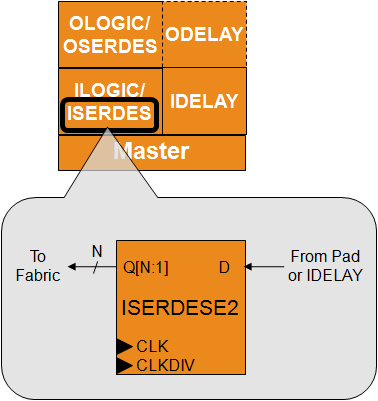 OLOGIC/
OSERDES
ODELAY
ILOGIC/
ISERDES
IDELAY
Master
To
Fabric
N
Q[N:1]
D
From Pad
or IDELAY
ISERDESE2
CLK
CLKDIV